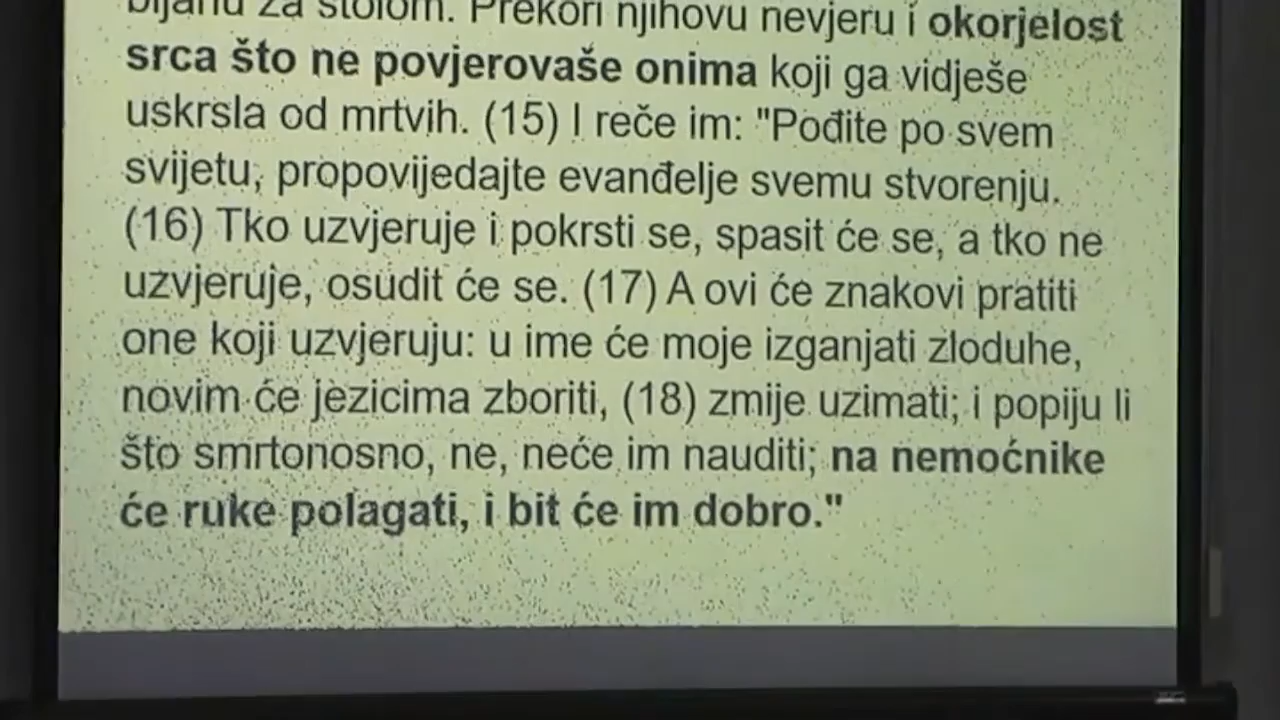 bijahu za stolom. Prekori njihovu nevjeru i okorjelost
srca što ne povjerovaše onima koji ga vidješe
uskrsla od mrtvih. (15) I reče im: "Pođite po svem
svijetu, propovijedajte evanđelje svemu stvorenju.
(16) Tko uzvjeruje i pokrsti se, spasit će se, a tko ne
uzvjeruje, osudit će se. (17) A ovi će znakovi pratiti
one koji uzvjeruju: u ime će moje izganjati zloduhe,
novim će jezicima zboriti, (18) zmije uzimati; i popiju li
što smrtonosno, ne, neće im nauditi; na nemoćnike
će ruke polagati, i bit će im dobro."